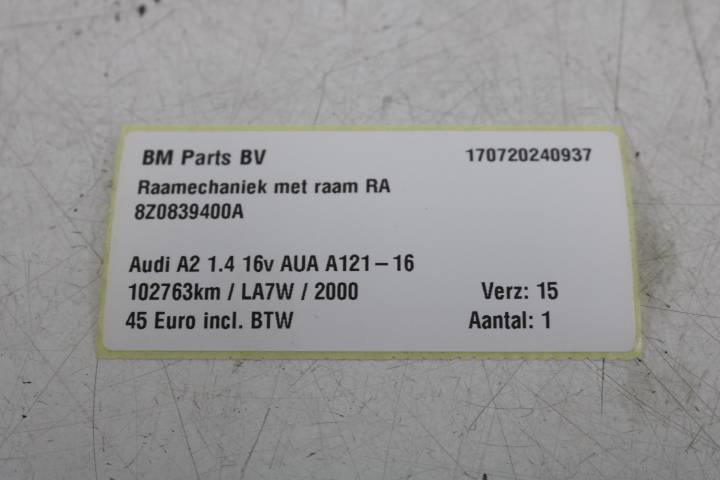 BM Parts BV 170720240937
Raamechaniek met raam RA
8Z0839400A
Audi A2 1.4 16v AUA A121-16
102763km / LA7W / 2000 Verz: 15
45 Euro incl. BTW Aantal: 1